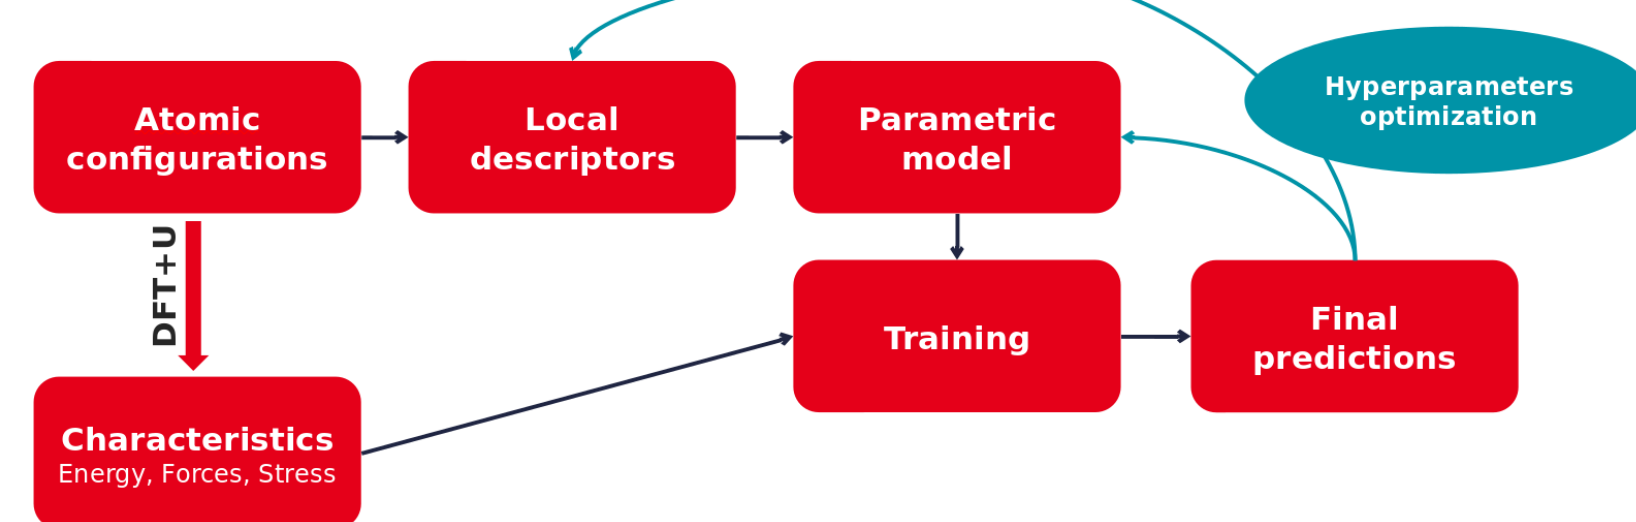 Atomic
configurations
Local
descriptors
Parametric
model
Hyperparameters
optimization
DFT+U
Training
Final
predictions
Characteristics
Energy, Forces, Stress